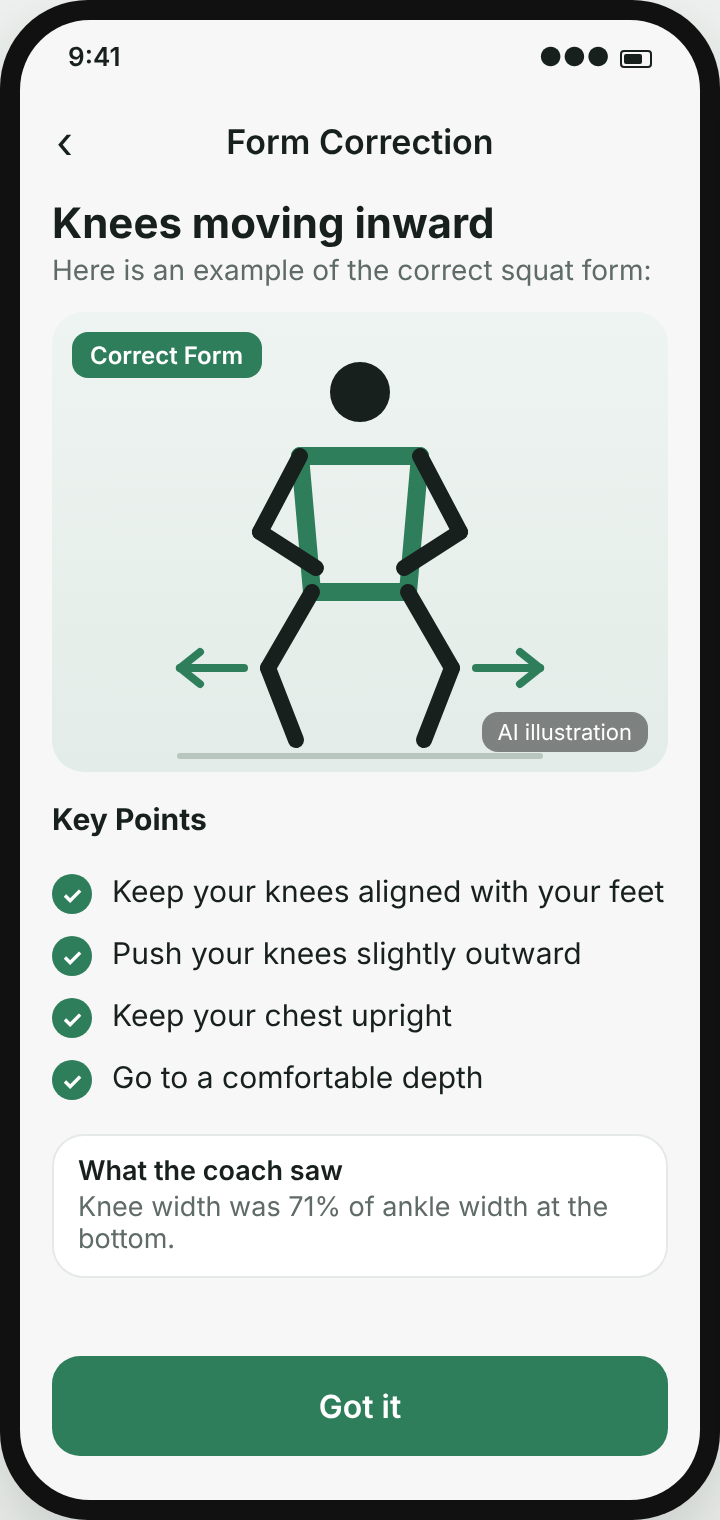 9:41
‹
Form Correction
Knees moving inward
Here is an example of the correct squat form:
Correct Form
AI illustration
Key Points
Keep your knees aligned with your feet
Push your knees slightly outward
Keep your chest upright
Go to a comfortable depth
What the coach saw
Knee width was 71% of ankle width at the
bottom.
Got it